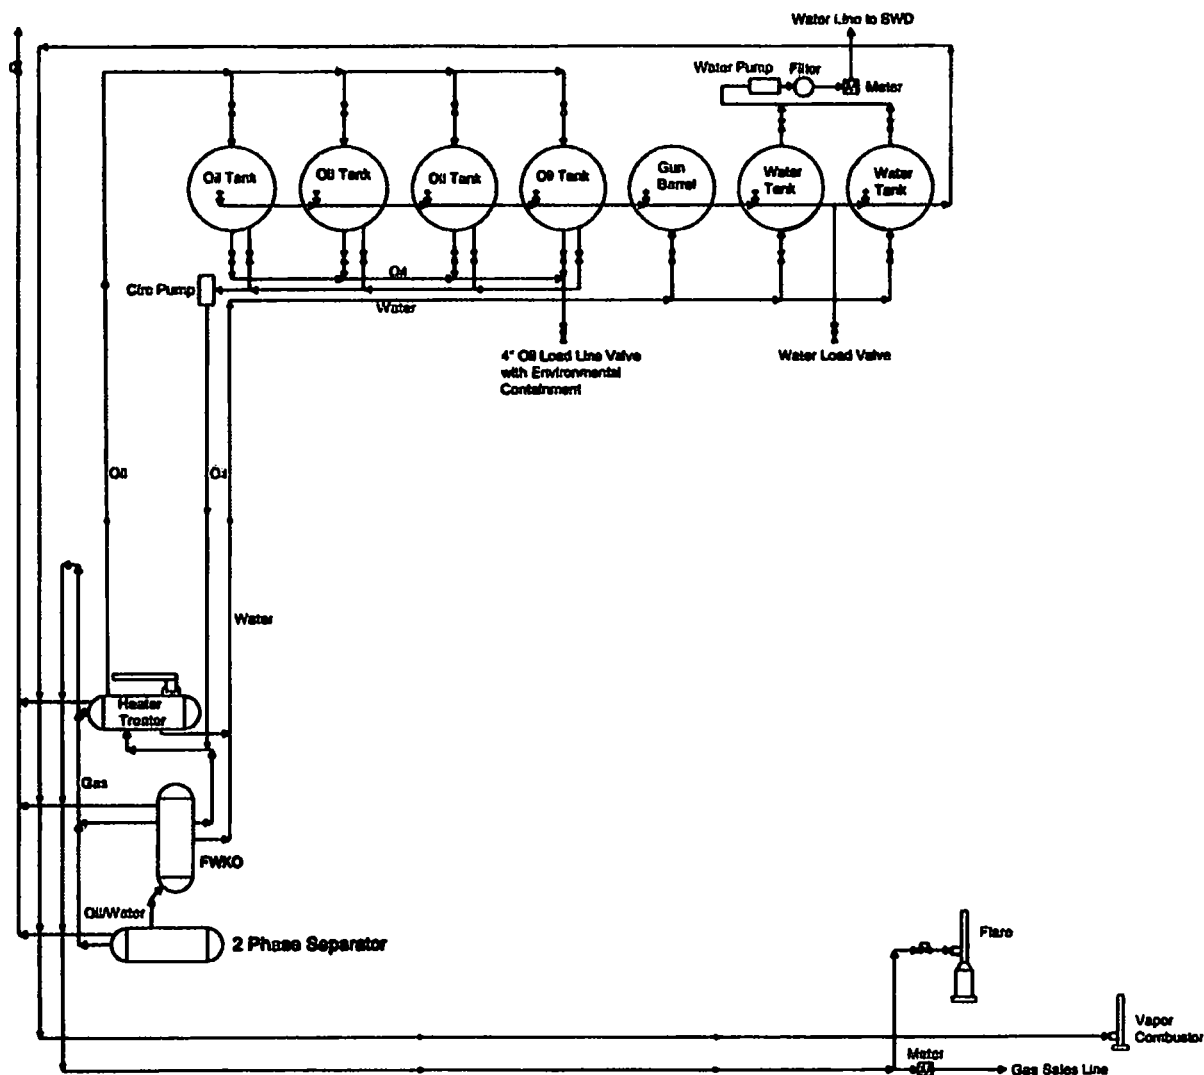 Water Line to SWD
Water Pump
Filter
Meter
Oil Tank
Oil Tank
Oil Tank
Oil Tank
Gun
Barrel
Water
Tank
Water
Tank
Oil
Circ Pump
Water
4" Oil Load Line Valve
with Environmental
Containment
Water Load Valve
Oil
Oil
Water
Heater
Treater
Gas
FWKO
Oil/Water
2 Phase Separator
Flare
Vapor
Combustor
Meter
Gas Sales Line